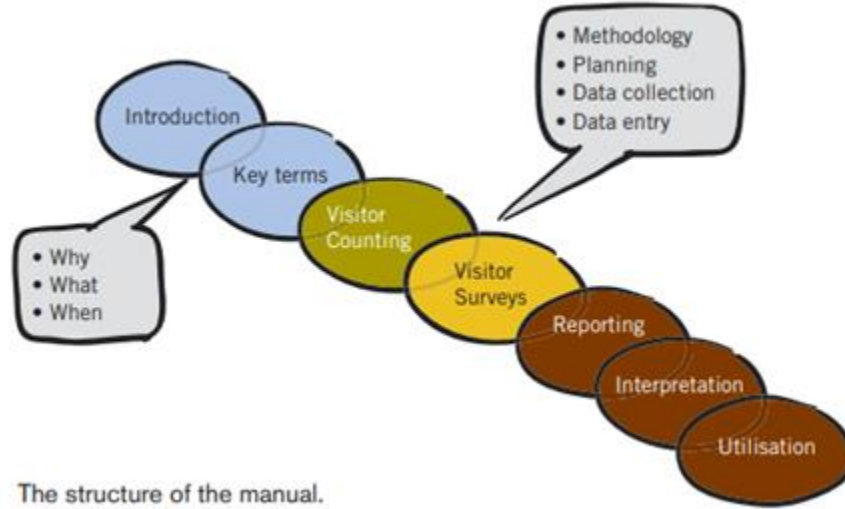 • Methodology
• Planning
• Data collection
• Data entry
Introduction
Key terms
Visitor
Counting
• Why
• What
• When
Visitor
Surveys
Reporting
Interpretation
Utilisation
The structure of the manual.